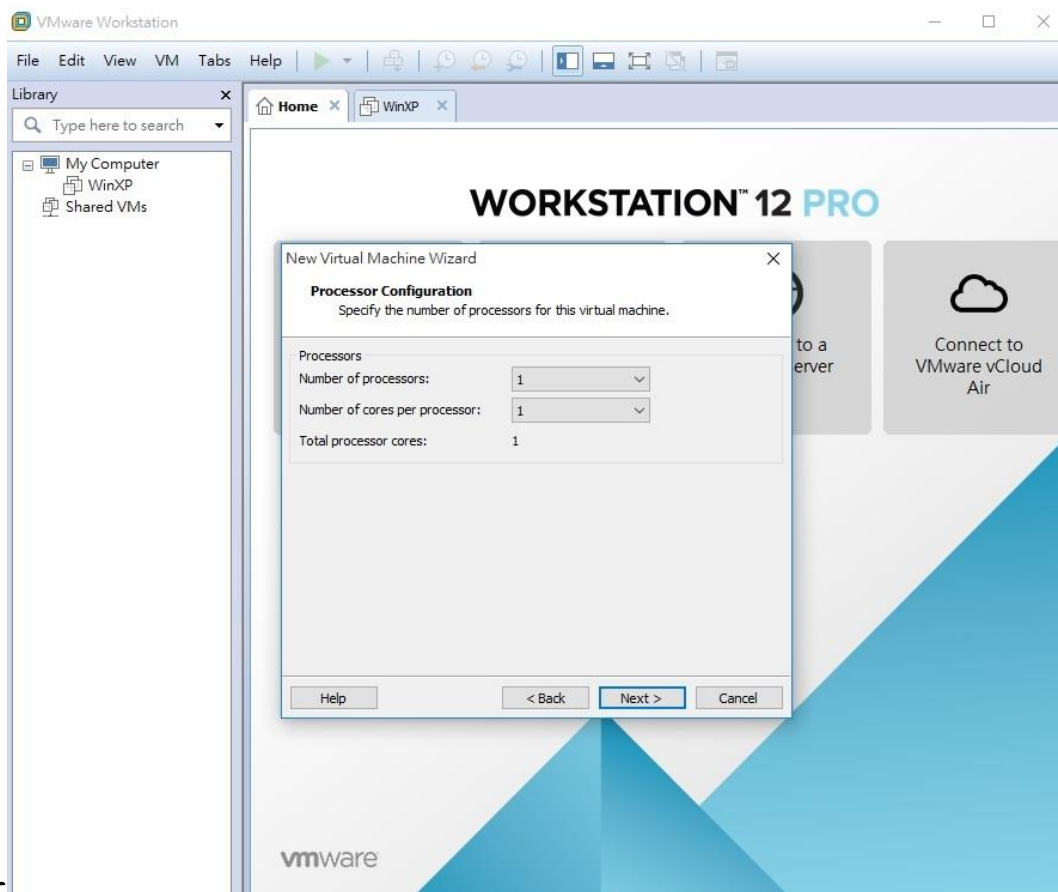 VMware Workstation
File Edit View VM Tabs Help
Library
Home
WinXP
Type here to search
My Computer
WinXP
Shared VMs
WORKSTATION™ 12 PRO
New Virtual Machine Wizard
Processor Configuration
Specify the number of processors for this virtual machine.
Processors
Number of processors: 1
Number of cores per processor: 1
Total processor cores: 1
Help
< Back
Next >
Cancel
to a
erver
Connect to
VMware vCloud
Air
vmware